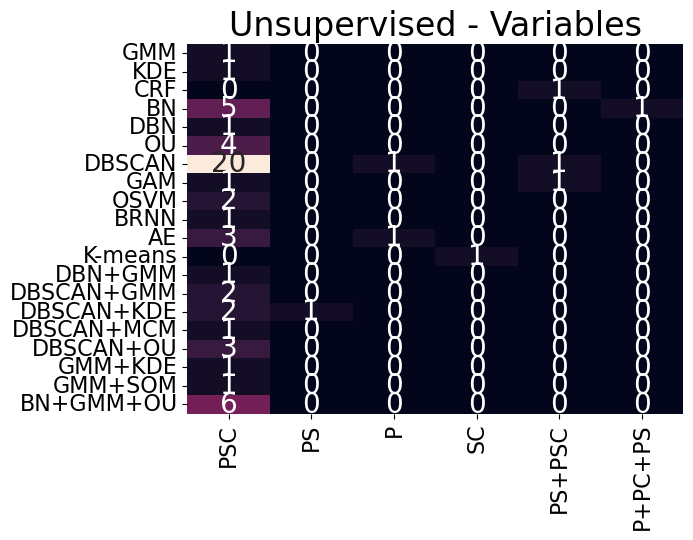 Unsupervised - Variables
GMM 1 0 0 0 0 0
KDE 1 0 0 0 0 0
CRF 0 0 0 0 1 0
BN 5 0 0 0 0 1
DBN 1 0 0 0 0 0
OU 4 0 0 0 0 0
DBSCAN 20 0 1 0 1 0
GAM 1 0 0 0 1 0
OSVM 2 0 0 0 0 0
BRNN 1 0 0 0 0 0
AE 3 0 1 0 0 0
K-means 0 0 0 1 0 0
DBN+GMM 1 0 0 0 0 0
DBSCAN+GMM 2 0 0 0 0 0
DBSCAN+KDE 2 1 0 0 0 0
DBSCAN+MCM 1 0 0 0 0 0
DBSCAN+OU 3 0 0 0 0 0
GMM+KDE 1 0 0 0 0 0
GMM+SOM 1 0 0 0 0 0
BN+GMM+OU 6 0 0 0 0 0
PSC PS P SC PS+PSC P+PC+PS